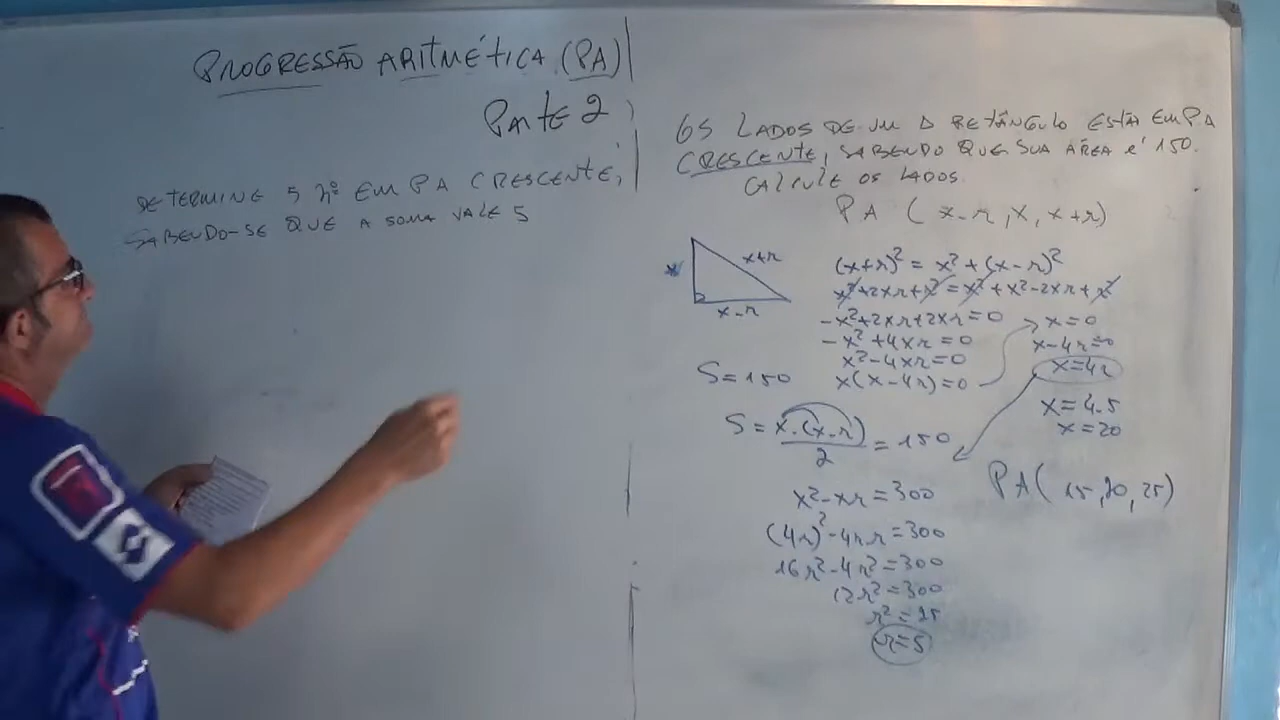 PROGRESSÃO ARITMÉTICA (PA)
PARTE 2
DETERMINE 5 nº EM PA CRESCENTE,
SABENDO-SE QUE A SOMA VALE 5
OS LADOS DE UM Δ RETÂNGULO ESTÃO EM PA
CRESCENTE, SABENDO QUE SUA ÁREA é 150.
CALCULE OS LADOS.
PA (x-r, x, x+r)
x
x+r
x-r
(x+r)² = x² + (x-r)²
x²+2xr+r² = x²+x²-2xr+r²
-x²+2xr+2xr=0
-x²+4xr=0
x²-4xr=0
x(x-4r)=0
x=0
x-4r=0
x=4r
x=4.5
x=20
S=150
S = x.(x-r)/2 = 150
x²-xr=300
(4r)²-4r.r=300
16r²-4r²=300
12r²=300
r²=25
r=5
PA(15,20,25)